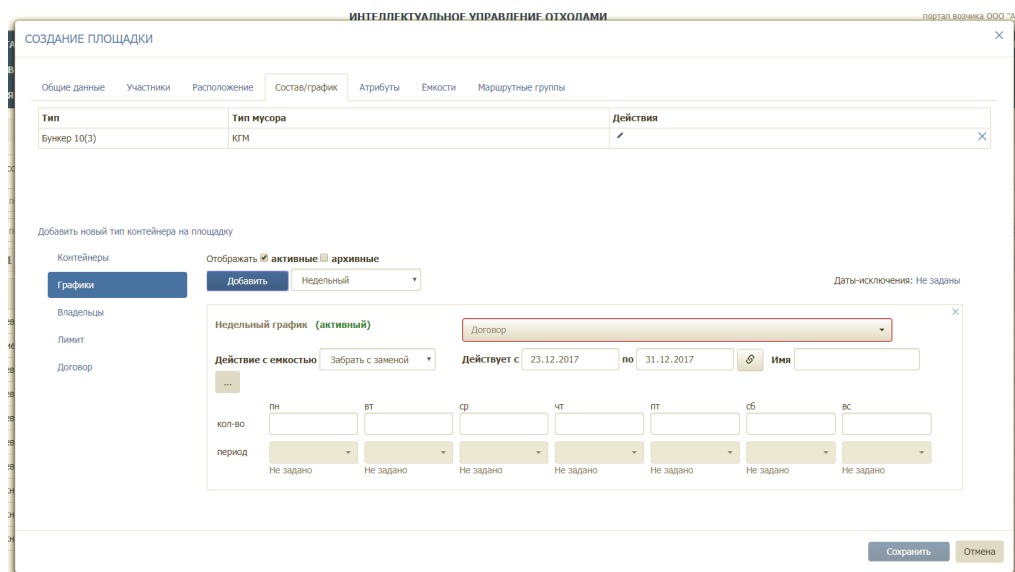 ИНТЕЛЛЕКТУАЛЬНОЕ УПРАВЛЕНИЕ ОТХОДАМИ
портал возчика ООО "А
СОЗДАНИЕ ПЛОЩАДКИ
Общие данные Участники Расположение Состав/график Атрибуты Ёмкости Маршрутные группы
Тип Тип мусора Действия
Бункер 10(3) КГМ
Добавить новый тип контейнера на площадку
Контейнеры
Отображать активные архивные
Графики
Добавить Недельный
Даты-исключения: Не заданы
Владельцы
Лимит
Договор
Недельный график (активный) Договор
Действие с емкостью Забрать с заменой Действует с 23.12.2017 по 31.12.2017 Имя
...
пн вт ср чт пт сб вс
кол-во
период
Не задано Не задано Не задано Не задано Не задано Не задано Не задано
Сохранить Отмена